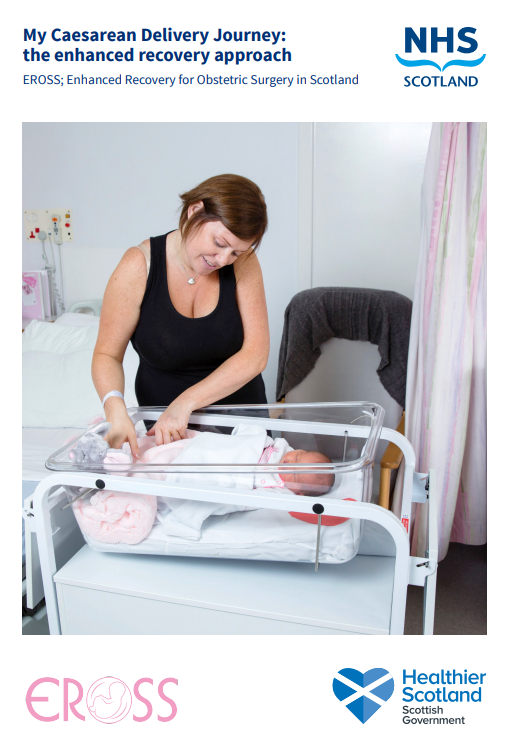 My Caesarean Delivery Journey:
the enhanced recovery approach
EROSS; Enhanced Recovery for Obstetric Surgery in Scotland
NHS
SCOTLAND
EROSS
Healthier
Scotland
Scottish
Government